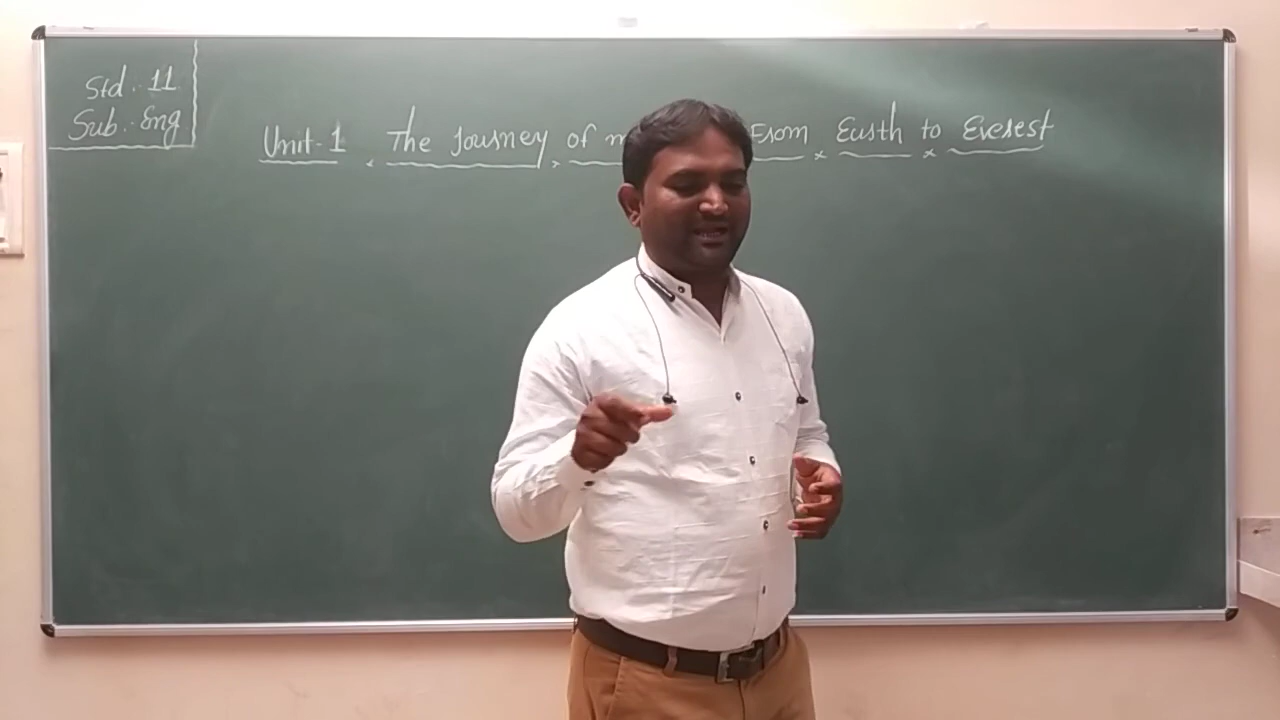 Std. : 11
Sub. : Eng
Unit - 1 The Journey of From Earth to Everest